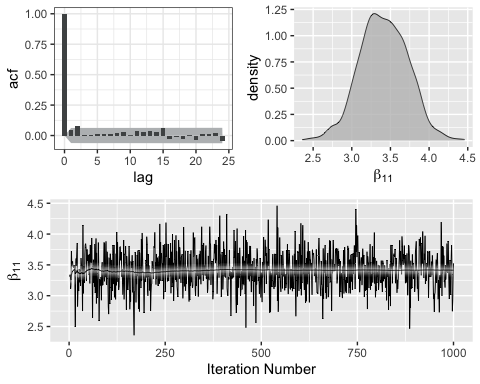 1.00
0.75
0.50
0.25
0.00
acf
0 5 10 15 20 25
lag
1.25
1.00
0.75
0.50
0.25
0.00
density
2.5 3.0 3.5 4.0 4.5
β11
4.5
4.0
3.5
3.0
2.5
β11
0 250 500 750 1000
Iteration Number